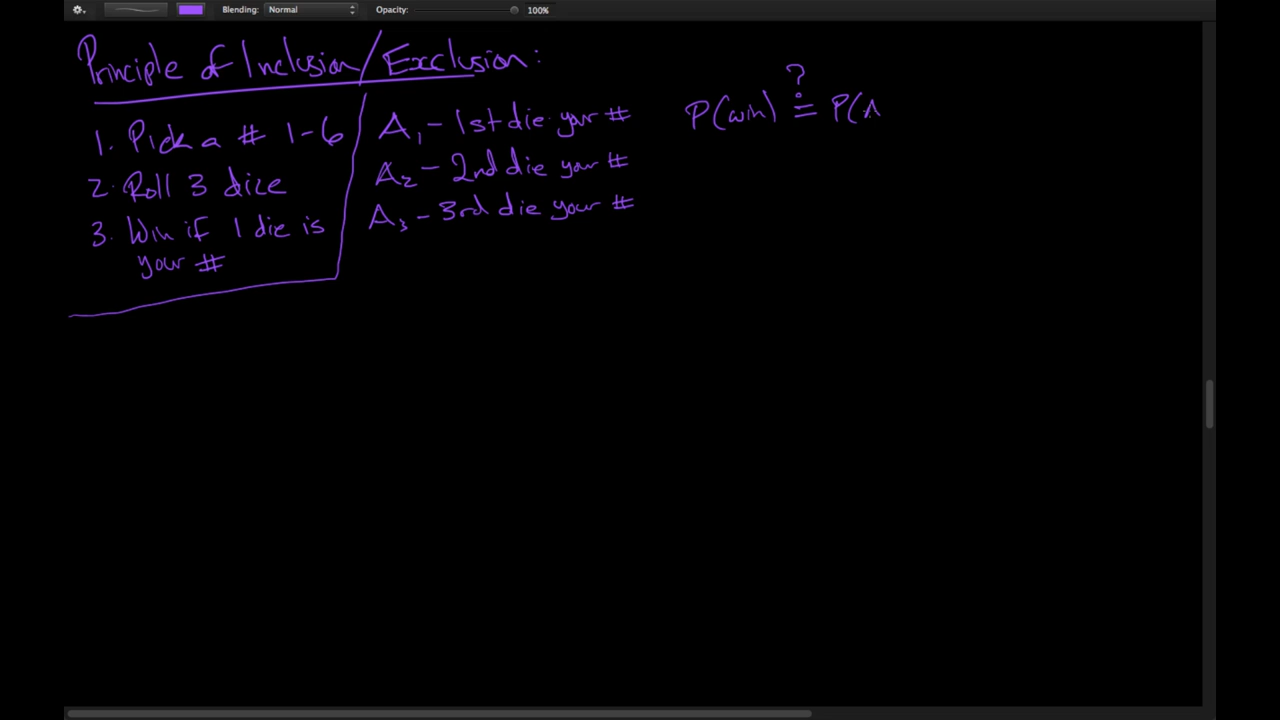 Blending: Normal Opacity: 100%
Principle of Inclusion/Exclusion:
1. Pick a # 1-6
2. Roll 3 dice
3. Win if 1 die is
your #
A₁ - 1st die your #
A₂ - 2nd die your #
A₃ - 3rd die your #
?
P(win) ≐ P(A